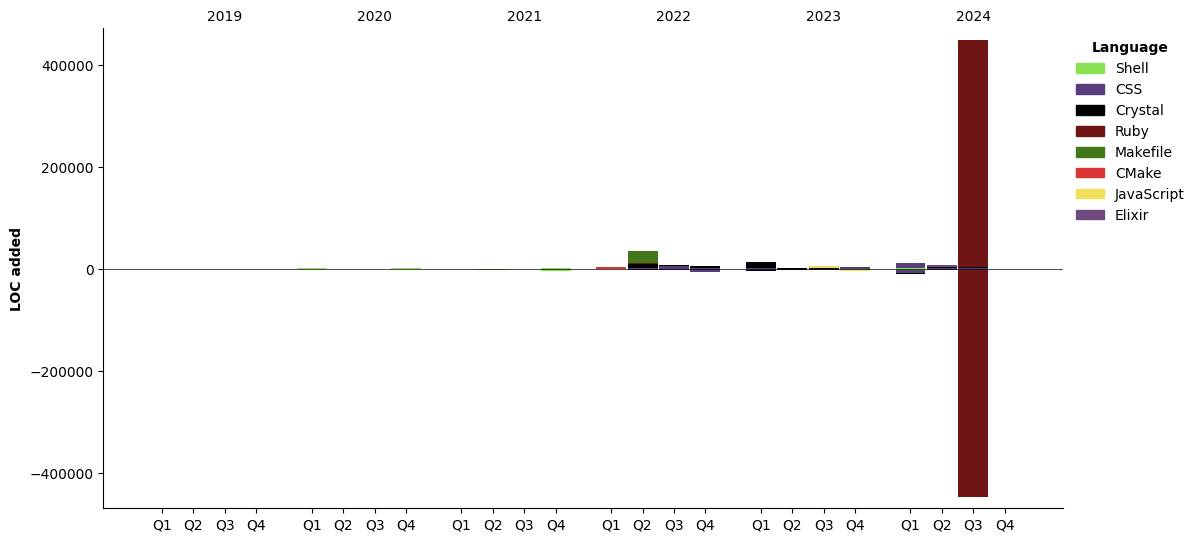 2019 2020 2021 2022 2023 2024
LOC added
400000
200000
0
−200000
−400000
Q1 Q2 Q3 Q4 Q1 Q2 Q3 Q4 Q1 Q2 Q3 Q4 Q1 Q2 Q3 Q4 Q1 Q2 Q3 Q4 Q1 Q2 Q3 Q4
Language
Shell
CSS
Crystal
Ruby
Makefile
CMake
JavaScript
Elixir